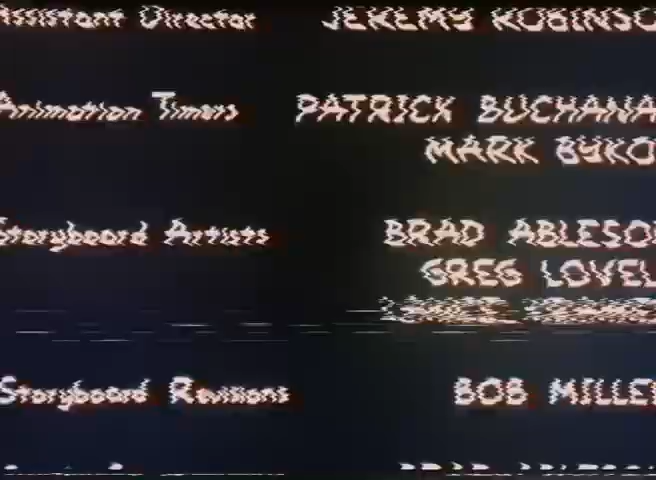 Assistant Director JEREMY ROBINSO
Animation Timers PATRICK BUCHANA
MARK BYKO
Storyboard Artists BRAD ABLESO
GREG LOVEL
Storyboard Revisions BOB MILLE